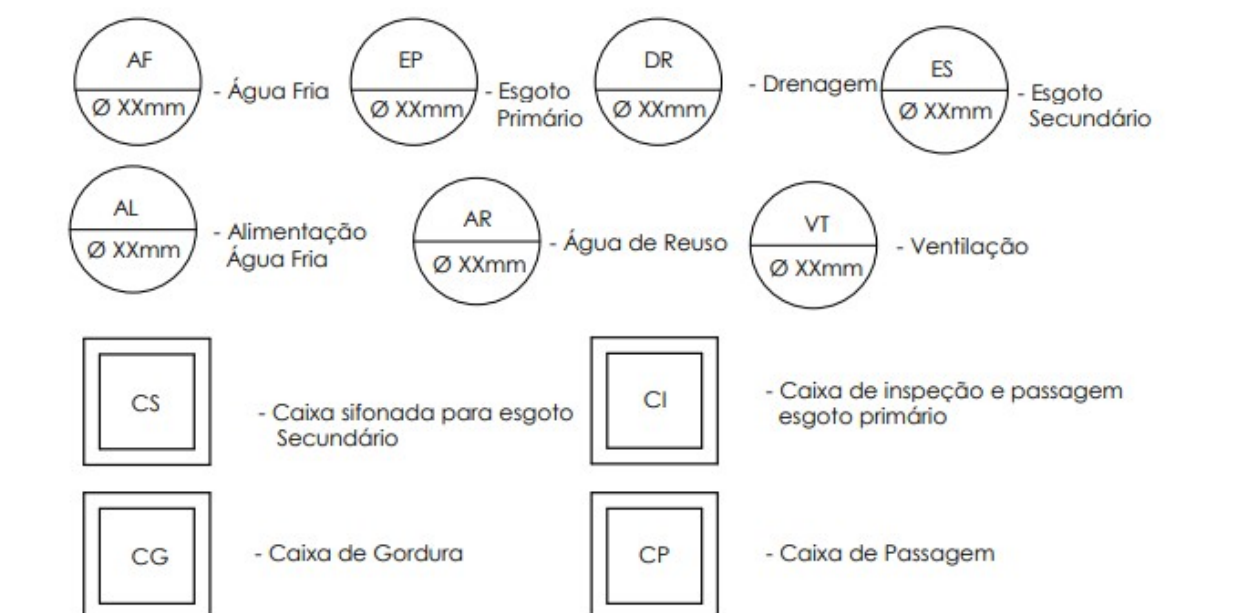 AF
Ø XXmm
- Água Fria
EP
Ø XXmm
- Esgoto
Primário
DR
Ø XXmm
- Drenagem
ES
Ø XXmm
- Esgoto
Secundário
AL
Ø XXmm
- Alimentação
Água Fria
AR
Ø XXmm
- Água de Reuso
VT
Ø XXmm
- Ventilação
CS
- Caixa sifonada para esgoto
Secundário
CI
- Caixa de inspeção e passagem
esgoto primário
CG
- Caixa de Gordura
CP
- Caixa de Passagem